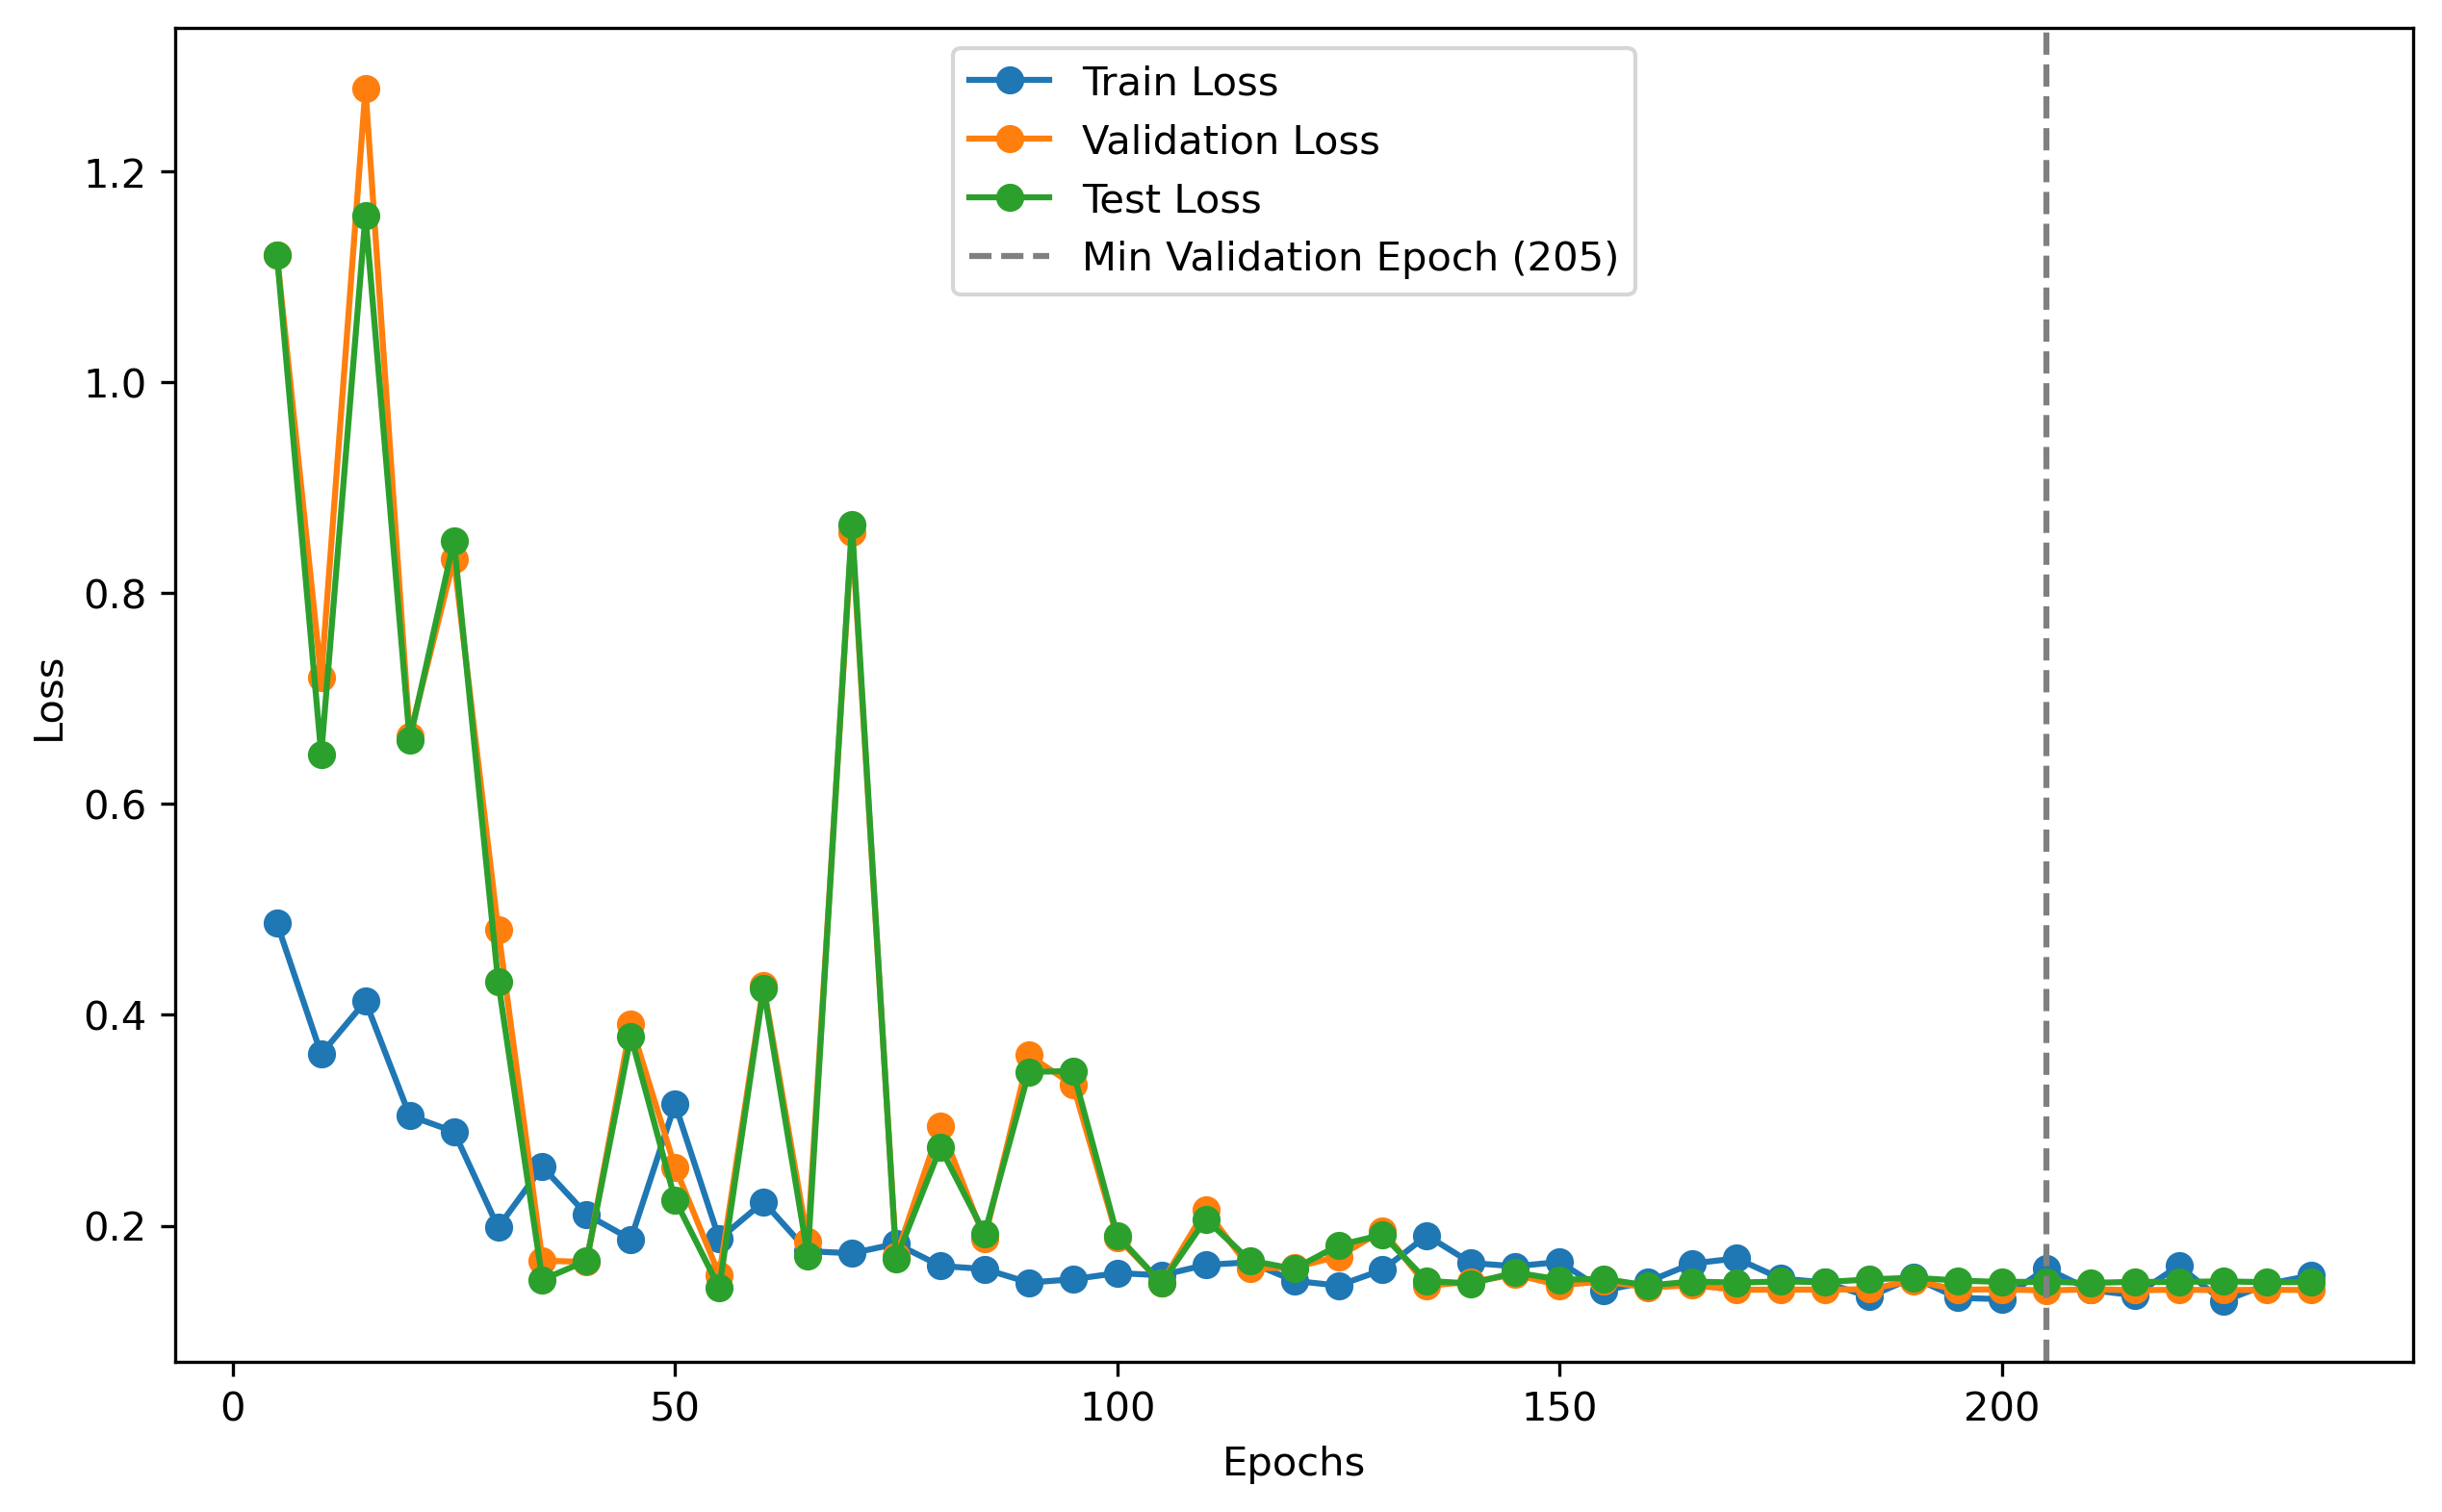 Train Loss
Validation Loss
Test Loss
Min Validation Epoch (205)
1.2
1.0
0.8
0.6
0.4
0.2
Loss
0 50 100 150 200
Epochs